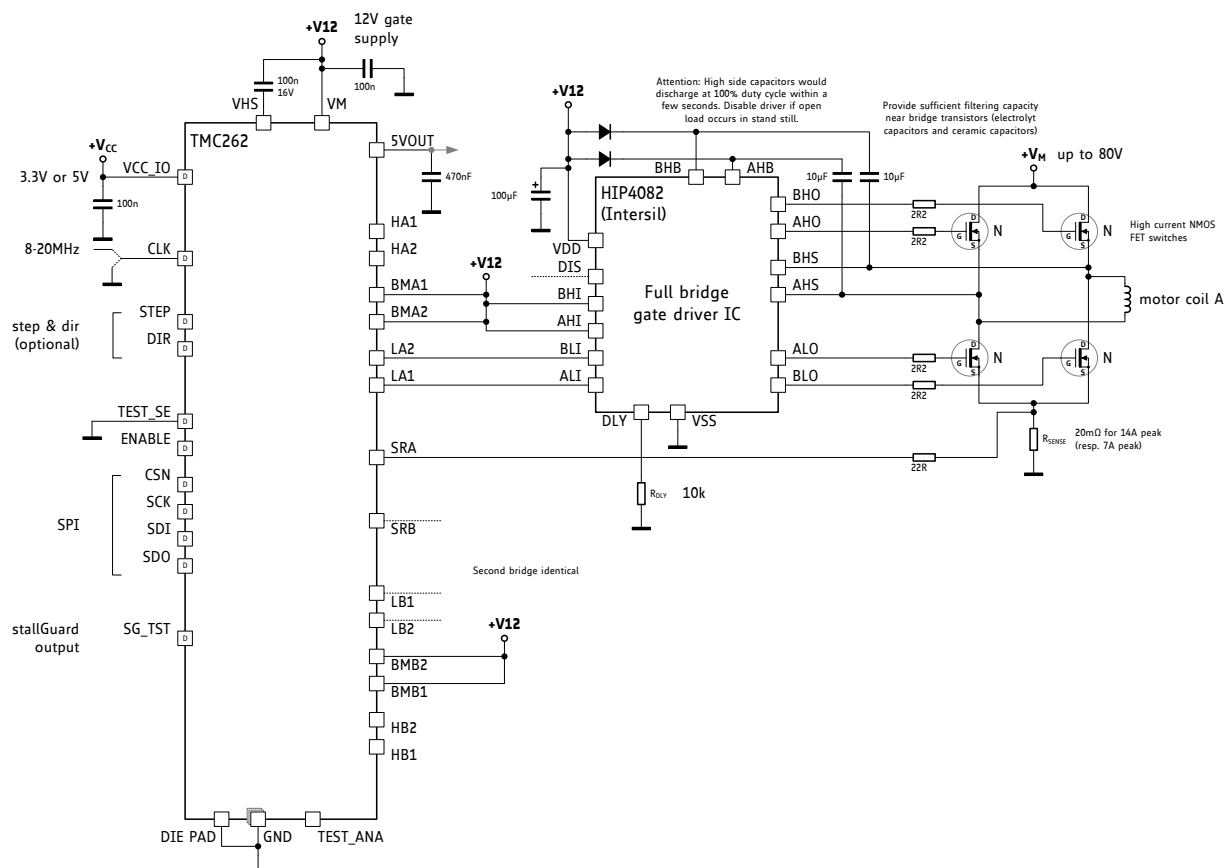 +V12
12V gate
supply
100n
16V
100n
VHS
VM
TMC262
+VCC
3.3V or 5V
VCC_IO
D
100n
5VOUT
470nF
8-20MHz
CLK
D
HA1
HA2
+V12
BMA1
BMA2
step & dir
(optional)
STEP
D
DIR
D
LA2
LA1
TEST_SE
D
ENABLE
D
SRA
CSN
D
SCK
D
SPI
SDI
D
SDO
D
SRB
Second bridge identical
LB1
LB2
stallGuard
output
SG_TST
D
+V12
BMB2
BMB1
HB2
HB1
DIE PAD
GND
TEST_ANA
Attention: High side capacitors would
discharge at 100% duty cycle within a
few seconds. Disable driver if open
load occurs in stand still.
+V12
100µF
+
BHB
AHB
10µF
10µF
HIP4082
(Intersil)
Full bridge
gate driver IC
VDD
DIS
BHI
AHI
BLI
ALI
DLY
VSS
RDLY
10k
BHO
AHO
BHS
AHS
ALO
BLO
2R2
2R2
2R2
2R2
22R
Provide sufficient filtering capacity
near bridge transistors (electrolyt
capacitors and ceramic capacitors)
+VM
up to 80V
D
G
S
N
D
G
S
N
High current NMOS
FET switches
motor coil A
D
G
S
N
D
G
S
N
RSENSE
20mΩ for 14A peak
(resp. 7A peak)